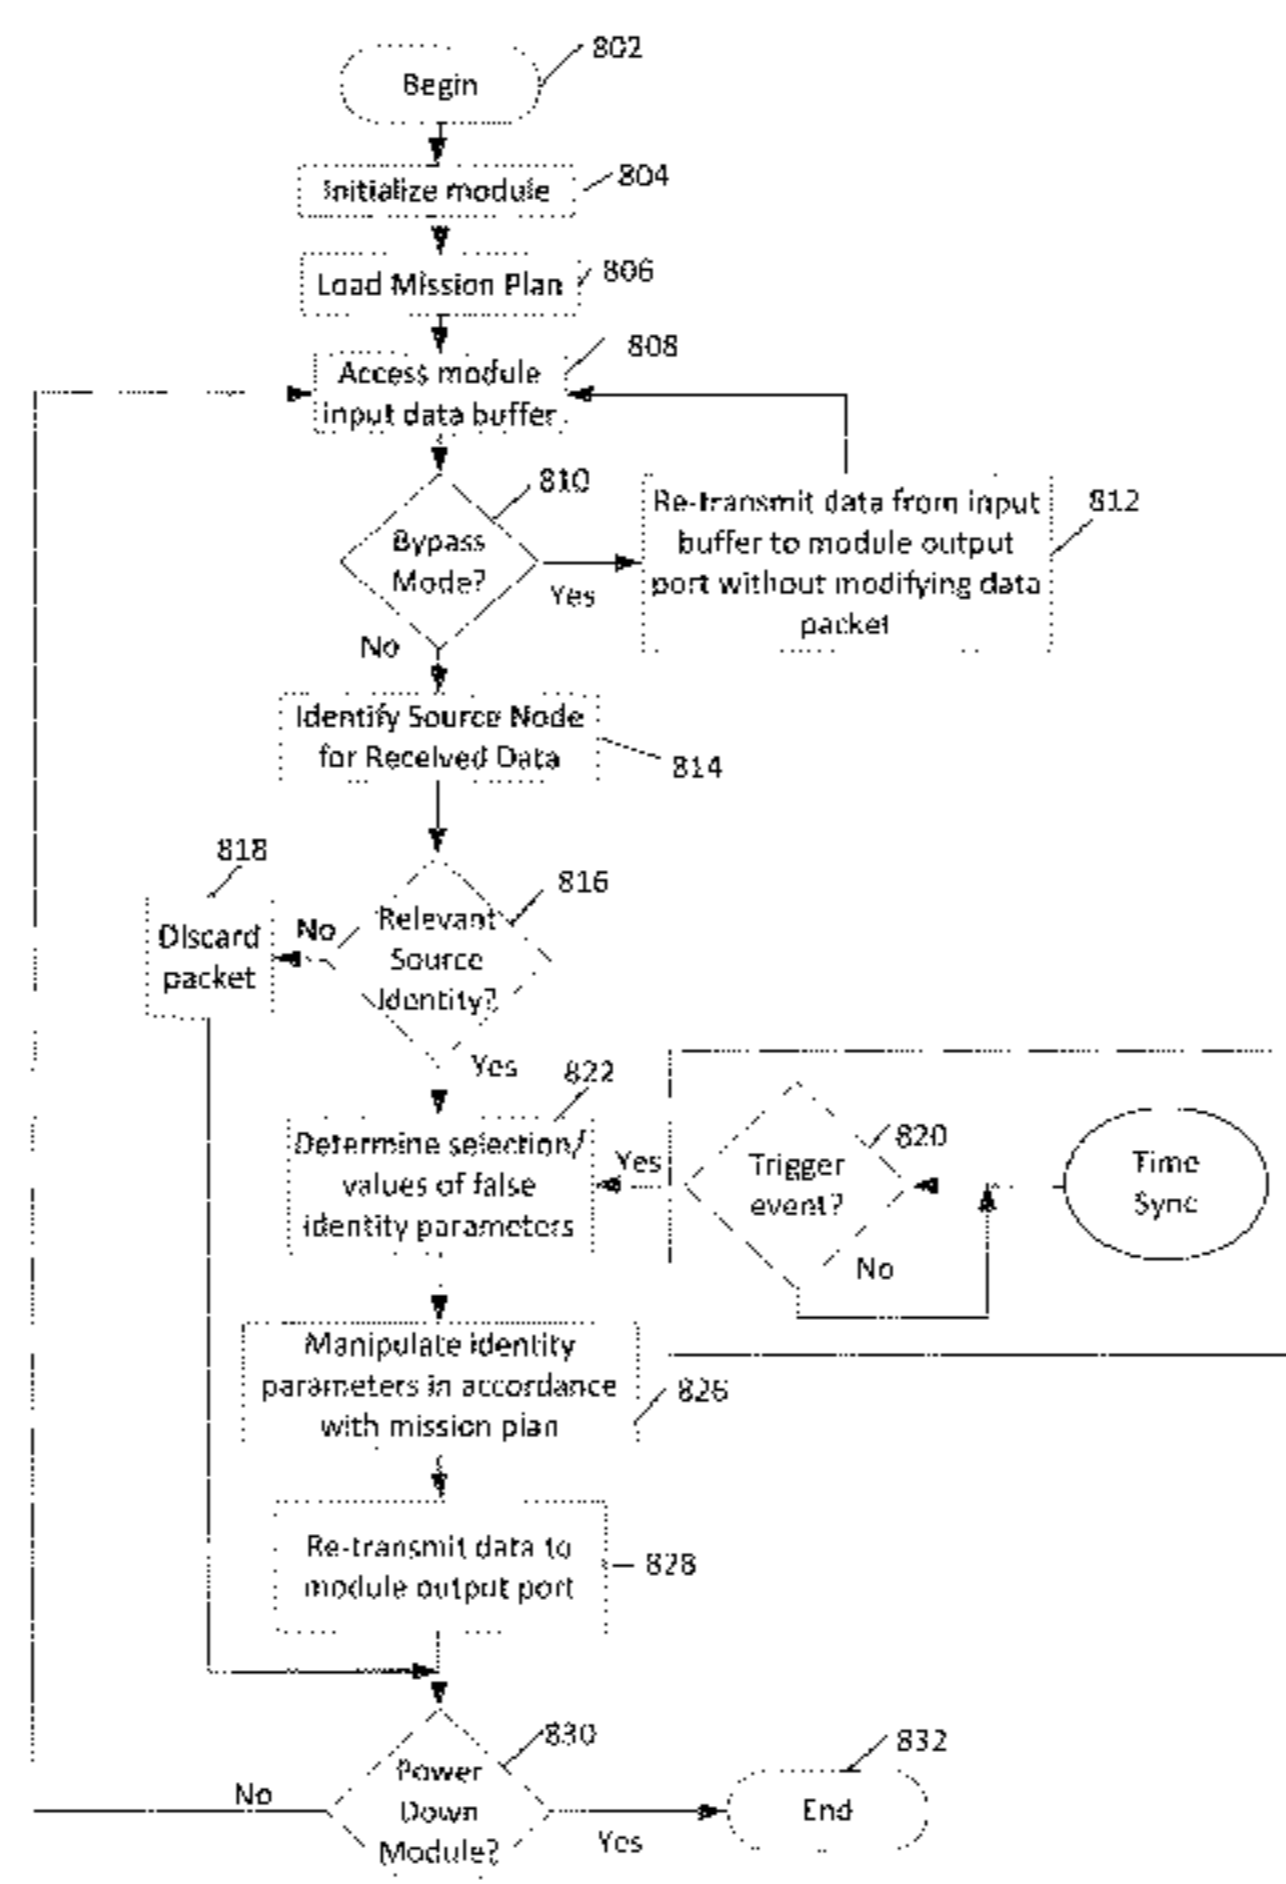 802
Begin
Initialize module
804
Load Mission Plan
806
808
Access module
input data buffer
810
Bypass
Mode?
Yes
No
Re-transmit data from input
buffer to module output
port without modifying data
packet
812
Identify Source Node
for Received Data
814
818
Discard
packet
No
816
Relevant
Source
Identity?
Yes
822
Determine selection/
values of false
identity parameters
Yes
820
Trigger
event?
No
Time
Sync
Manipulate identity
parameters in accordance
with mission plan
826
Re-transmit data to
module output port
828
830
Power
Down
Module?
No
Yes
832
End